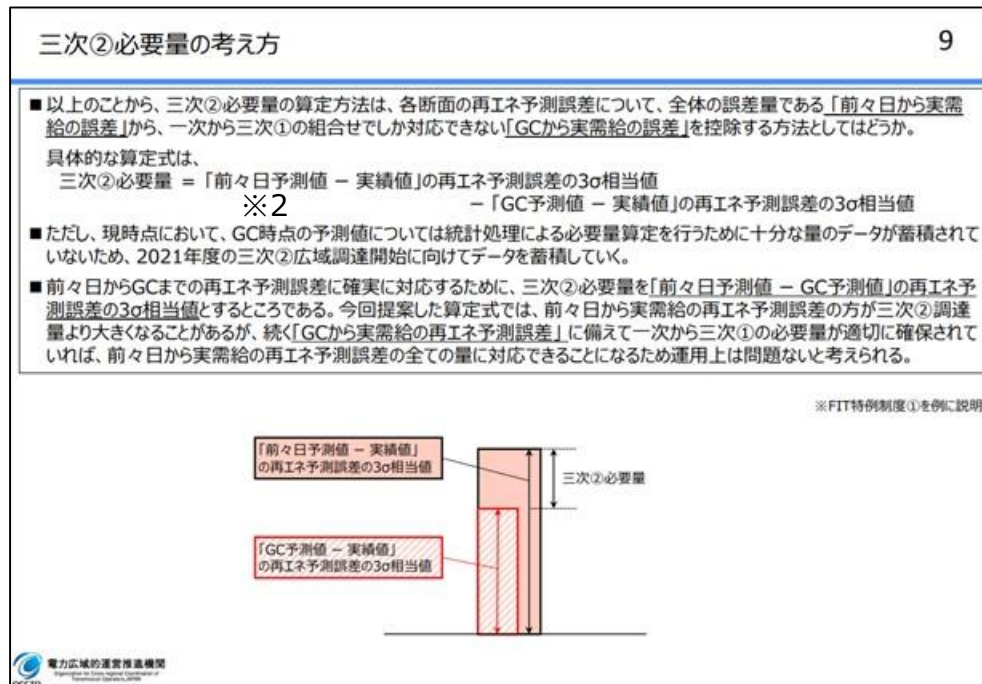 三次②必要量の考え方
9
■以上のことから、三次②必要量の算定方法は、各断面の再エネ予測誤差について、全体の誤差量である「前々日から実需
給の誤差」から、一次から三次①の組合せでしか対応できない「GCから実需給の誤差」を控除する方法としてはどうか。
具体的な算定式は、
三次②必要量 = 「前々日予測値 − 実績値」の再エネ予測誤差の3σ相当値
※2
− 「GC予測値 − 実績値」の再エネ予測誤差の3σ相当値
■ただし、現時点において、GC時点の予測値については統計処理による必要量算定を行うために十分な量のデータが蓄積されて
いないため、2021年度の三次②広域調達開始に向けてデータを蓄積していく。
■前々日からGCまでの再エネ予測誤差に確実に対応するために、三次②必要量を「前々日予測値 − GC予測値」の再エネ予
測誤差の3σ相当値とするところである。今回提案した算定式では、前々日から実需給の再エネ予測誤差の方が三次②調達
量より大きくなることがあるが、続く「GCから実需給の再エネ予測誤差」に備えて一次から三次①の必要量が適切に確保されて
いれば、前々日から実需給の再エネ予測誤差の全ての量に対応できることになるため運用上は問題ないと考えられる。
※FIT特例制度①を例に説明
「前々日予測値 − 実績値」
の再エネ予測誤差の3σ相当値
三次②必要量
「GC予測値 − 実績値」
の再エネ予測誤差の3σ相当値
電力広域的運営推進機関
Organization for Cross-regional Coordination of
Transmission Operators, JAPAN
OCCTO